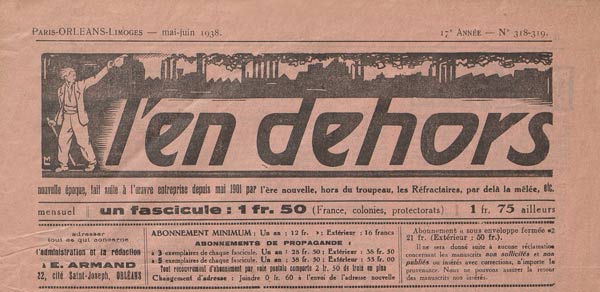 PARIS-ORLEANS-LIMOGES — mai-juin 1938.
17e ANNÉE — No 318-319.
l'en dehors
nouvelle époque, fait suite à l'œuvre entreprise depuis mai 1901 par l'ère nouvelle, hors du troupeau, les Réfractaires, par delà la mêlée, etc.
mensuel | un fascicule : 1 fr. 50 (France, colonies, protectorats) | 1 fr. 75 ailleurs
adresser
tout ce qui concerne
l'administration et la rédaction
à E. ARMAND
22, cité Saint-Joseph, ORLÉANS
ABONNEMENT MINIMUM : Un an : 12 fr. Extérieur : 16 francs
ABONNEMENTS DE PROPAGANDE :
à 3 exemplaires de chaque fascicule. Un an : 28 fr. 50 ; Extérieur : 38 fr. 50
exemplaires de chaque fascicule. Un an : 38 fr. 50 ; Extérieur : 53 fr. 00
Tout recouvrement d'abonnement par voie postale comporte 2 fr. 50 de frais en plus
Changement d'adresse : Joindre 0 fr. 60 à l'envoi de l'adresse nouvelle
Abonnement sous enveloppe fermée
21 fr. (Extérieur : 50 fr.).
Il ne sera donné suite à aucune réclamation
concernant les manuscrits non sollicités et non
publiés ou insérés avec corrections, n'importe la
provenance. Nous ne pouvons assurer le retour
des manuscrits non insérés.